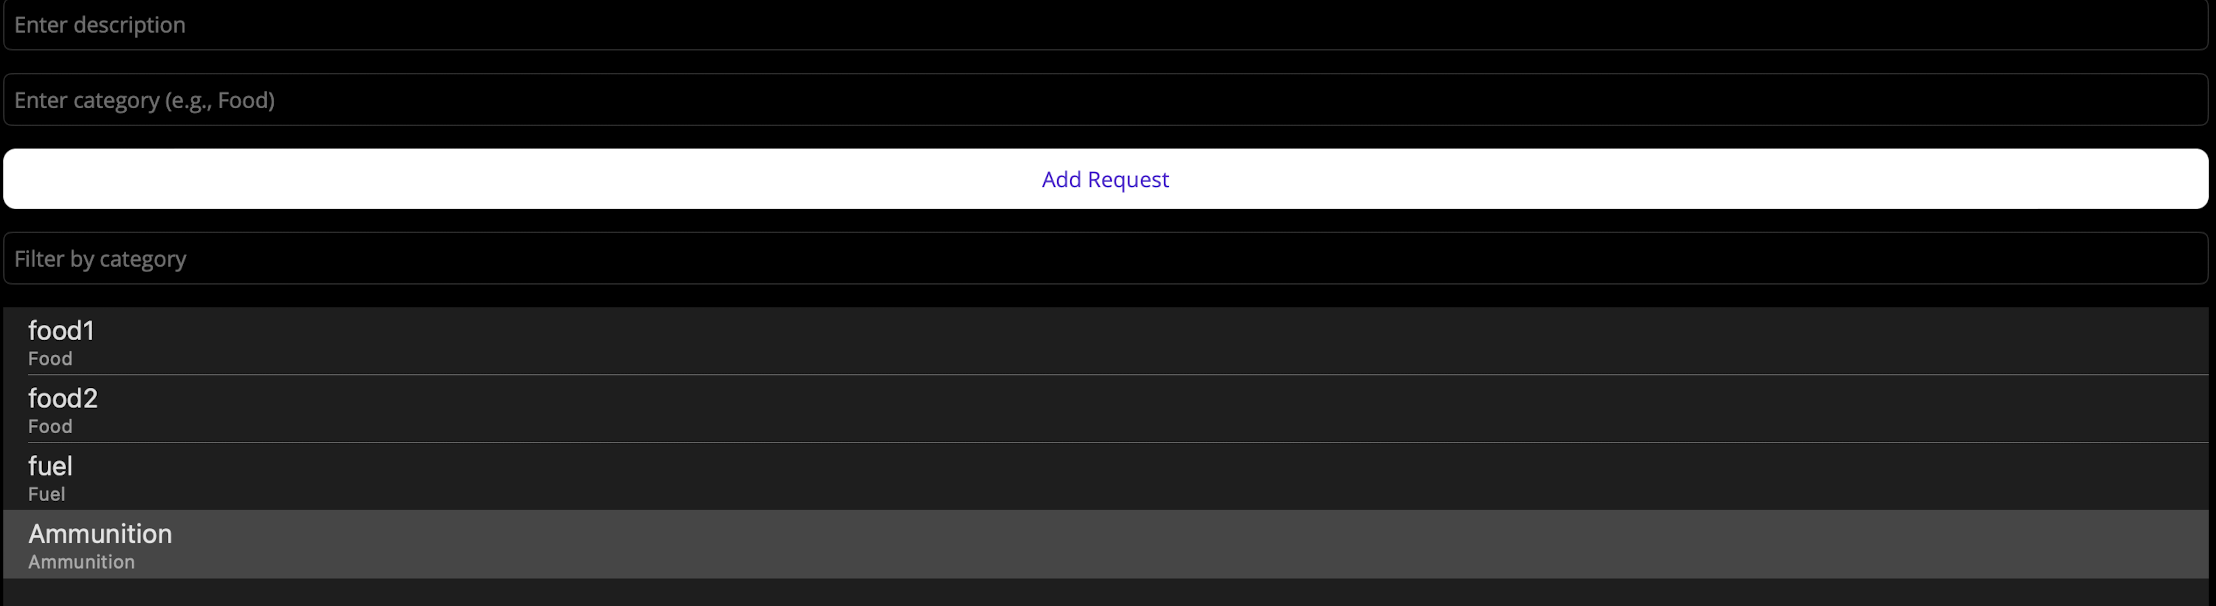 Enter description
Enter category (e.g., Food)
Add Request
Filter by category
food1
Food
food2
Food
fuel
Fuel
Ammunition
Ammunition